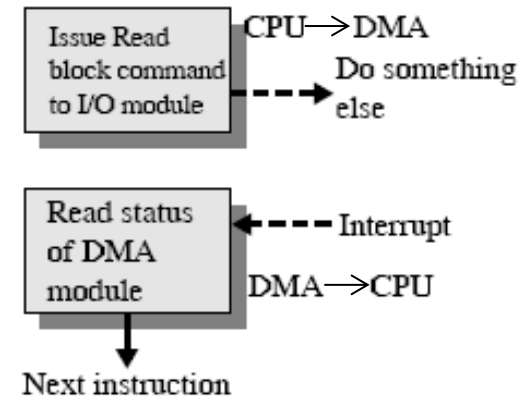 Issue Read
block command
to I/O module
CPU→DMA
Do something
else
Read status
of DMA
module
Interrupt
DMA→CPU
Next instruction